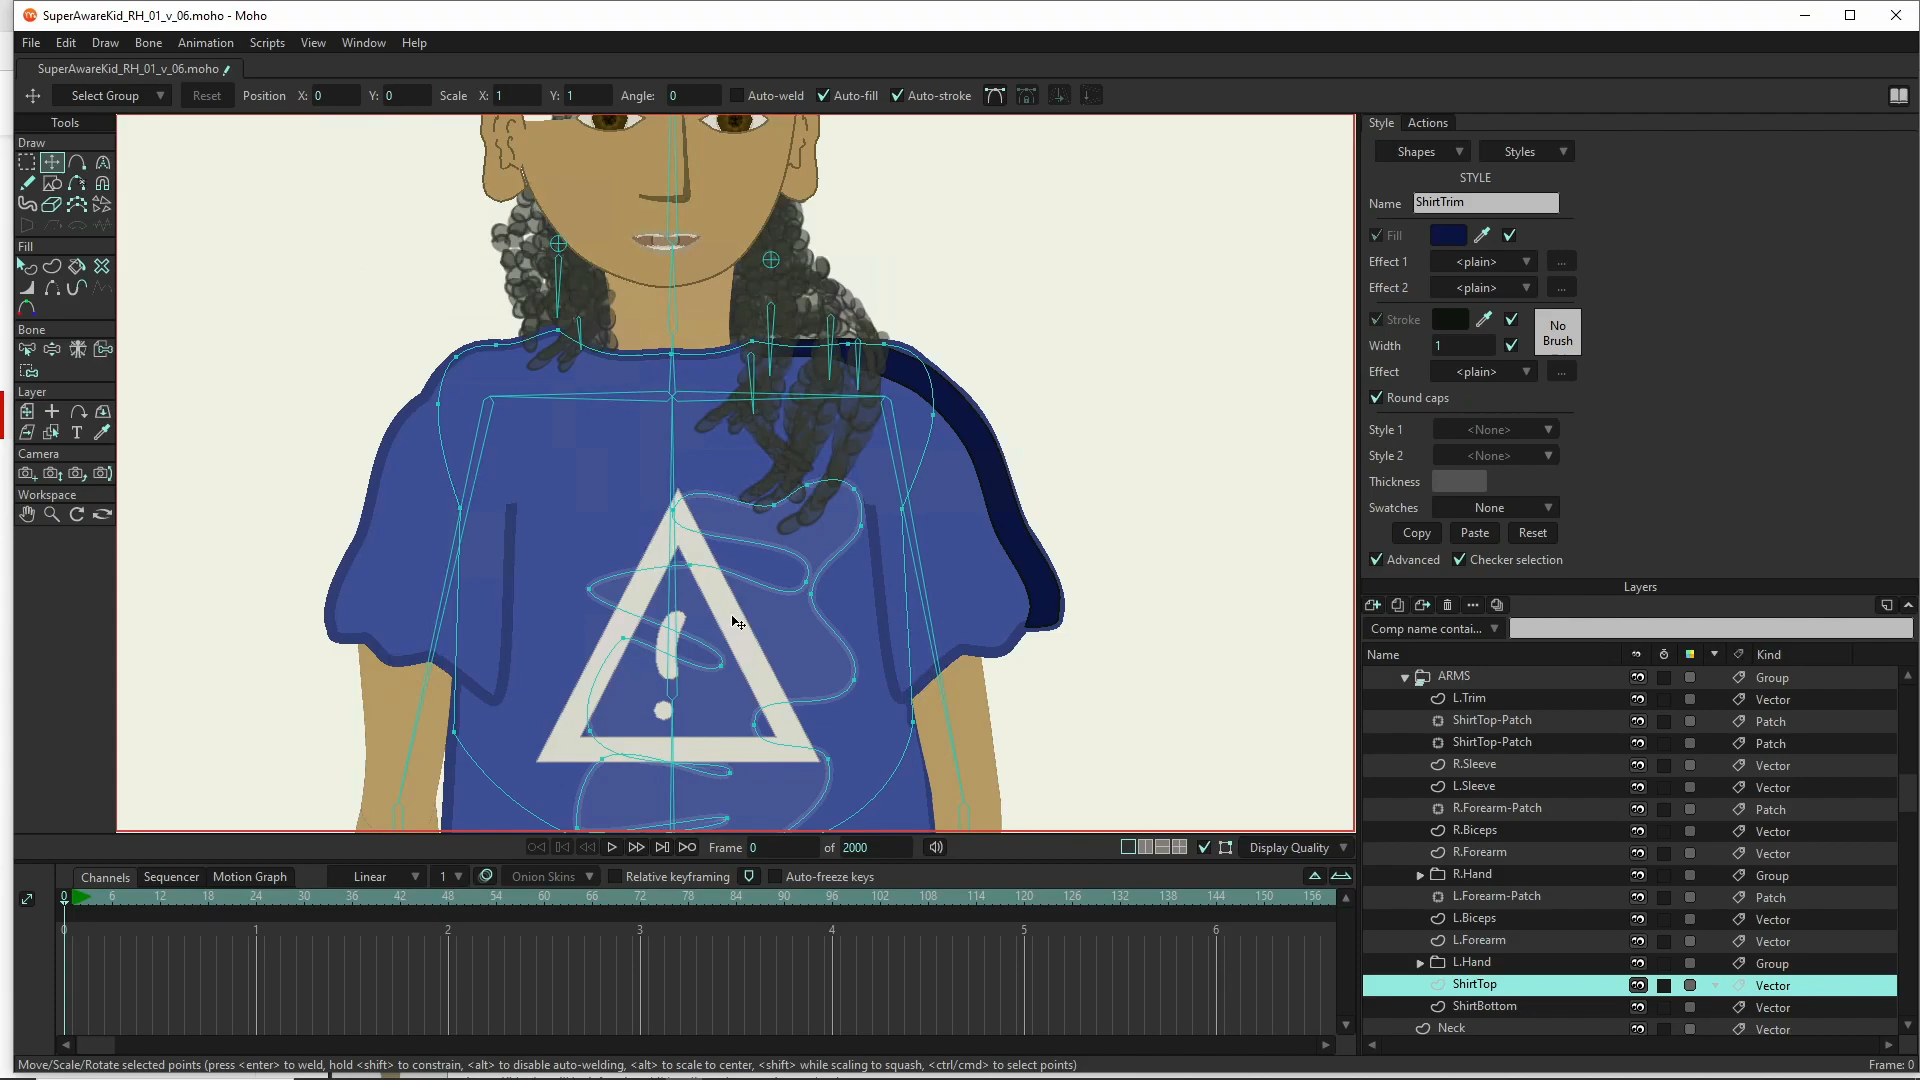 SuperAwareKid_RH_01_v_06.moho - Moho
File Edit Draw Bone Animation Scripts View Window Help
SuperAwareKid_RH_01_v_06.moho
Select Group Reset Position X: 0 Y: 0 Scale X: 1 Y: 1 Angle: 0 Auto-weld Auto-fill Auto-stroke
Tools
Draw
Fill
Bone
Layer
Camera
Workspace
Style Actions
Shapes Styles
STYLE
Name ShirtTrim
Fill
Effect 1 <plain> ...
Effect 2 <plain> ...
Stroke
No Brush
Width 1
Effect <plain> ...
Round caps
Style 1 <None>
Style 2 <None>
Thickness
Swatches None
Copy Paste Reset
Advanced Checker selection
Layers
Comp name contai...
Name Kind
ARMS Group
L.Trim Vector
ShirtTop-Patch Patch
ShirtTop-Patch Patch
R.Sleeve Vector
L.Sleeve Vector
R.Forearm-Patch Patch
R.Biceps Vector
R.Forearm Vector
R.Hand Group
L.Forearm-Patch Patch
L.Biceps Vector
L.Forearm Vector
L.Hand Group
ShirtTop Vector
ShirtBottom Vector
Neck Vector
Frame 0 of 2000 Display Quality
Channels Sequencer Motion Graph Linear 1 Onion Skins Relative keyframing Auto-freeze keys
0 6 12 18 24 30 36 42 48 54 60 66 72 78 84 90 96 102 108 114 120 126 132 138 144 150 156
0 1 2 3 4 5 6
Move/Scale/Rotate selected points (press <enter> to weld, hold <shift> to constrain, <alt> to disable auto-welding, <alt> to scale to center, <shift> while scaling to squash, <ctrl/cmd> to select points) Frame: 0